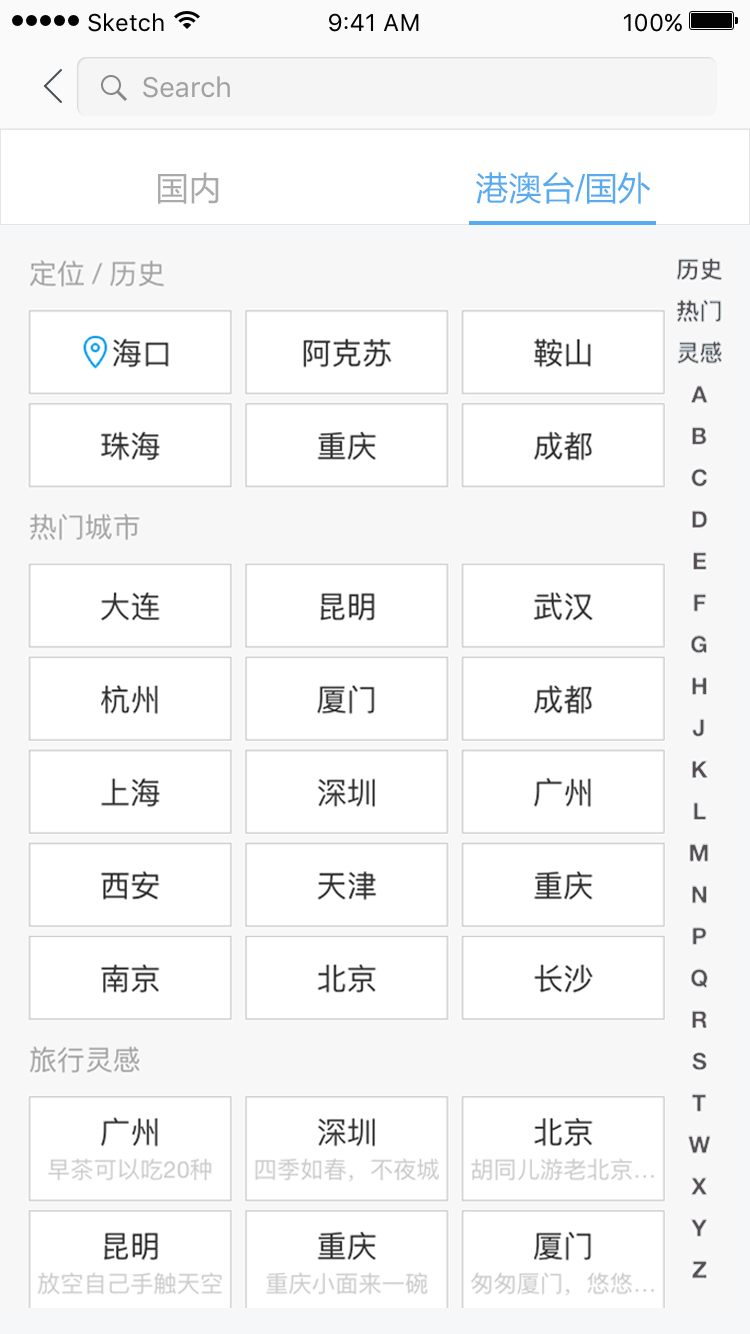 Sketch 9:41 AM 100%
Search
国内 港澳台/国外
定位 / 历史
海口 阿克苏 鞍山
珠海 重庆 成都
热门城市
大连 昆明 武汉
杭州 厦门 成都
上海 深圳 广州
西安 天津 重庆
南京 北京 长沙
旅行灵感
广州 深圳 北京
早茶可以吃20种 四季如春，不夜城 胡同儿游老北京…
昆明 重庆 厦门
放空自己手触天空 重庆小面来一碗 匆匆厦门，悠悠…
历史
热门
灵感
A
B
C
D
E
F
G
H
J
K
L
M
N
P
Q
R
S
T
W
X
Y
Z